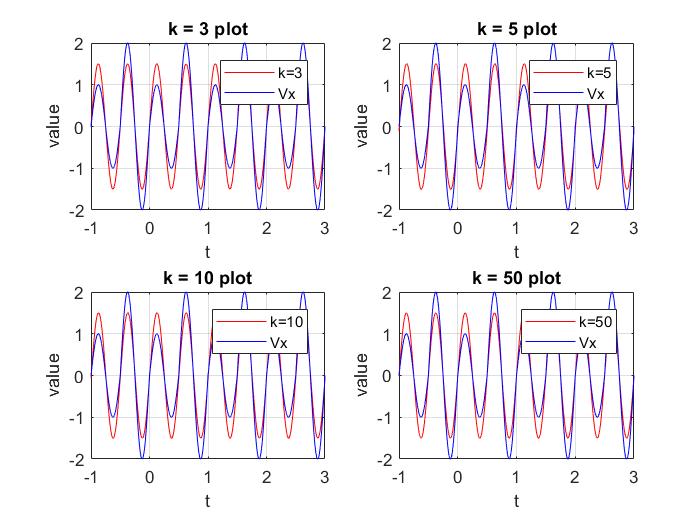 k = 3 plot
2
1
0
-1
-2
value
k=3
Vx
-1 0 1 2 3
t
k = 5 plot
2
1
0
-1
-2
value
k=5
Vx
-1 0 1 2 3
t
k = 10 plot
2
1
0
-1
-2
value
k=10
Vx
-1 0 1 2 3
t
k = 50 plot
2
1
0
-1
-2
value
k=50
Vx
-1 0 1 2 3
t